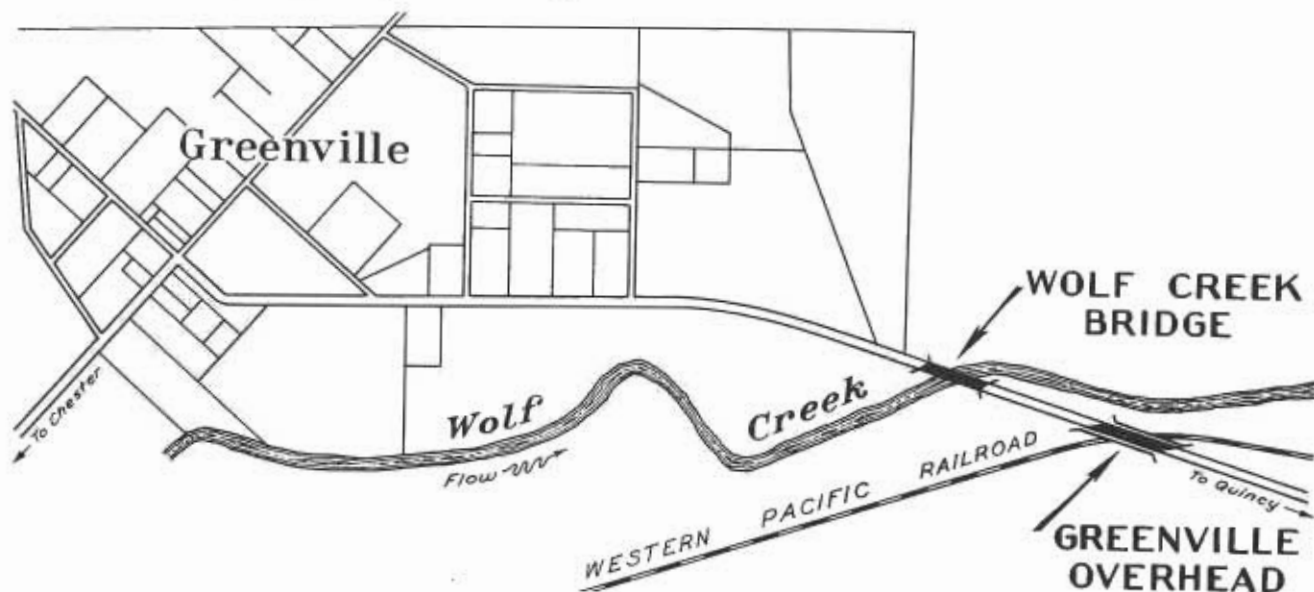 Greenville
WOLF CREEK
BRIDGE
Wolf Creek
To Chester
Flow
WESTERN PACIFIC RAILROAD
To Quincy
GREENVILLE
OVERHEAD